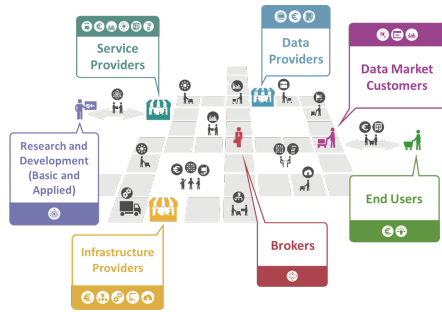 Service
Providers
Data
Providers
Data Market
Customers
Research and
Development
(Basic and
Applied)
End Users
Infrastructure
Providers
Brokers